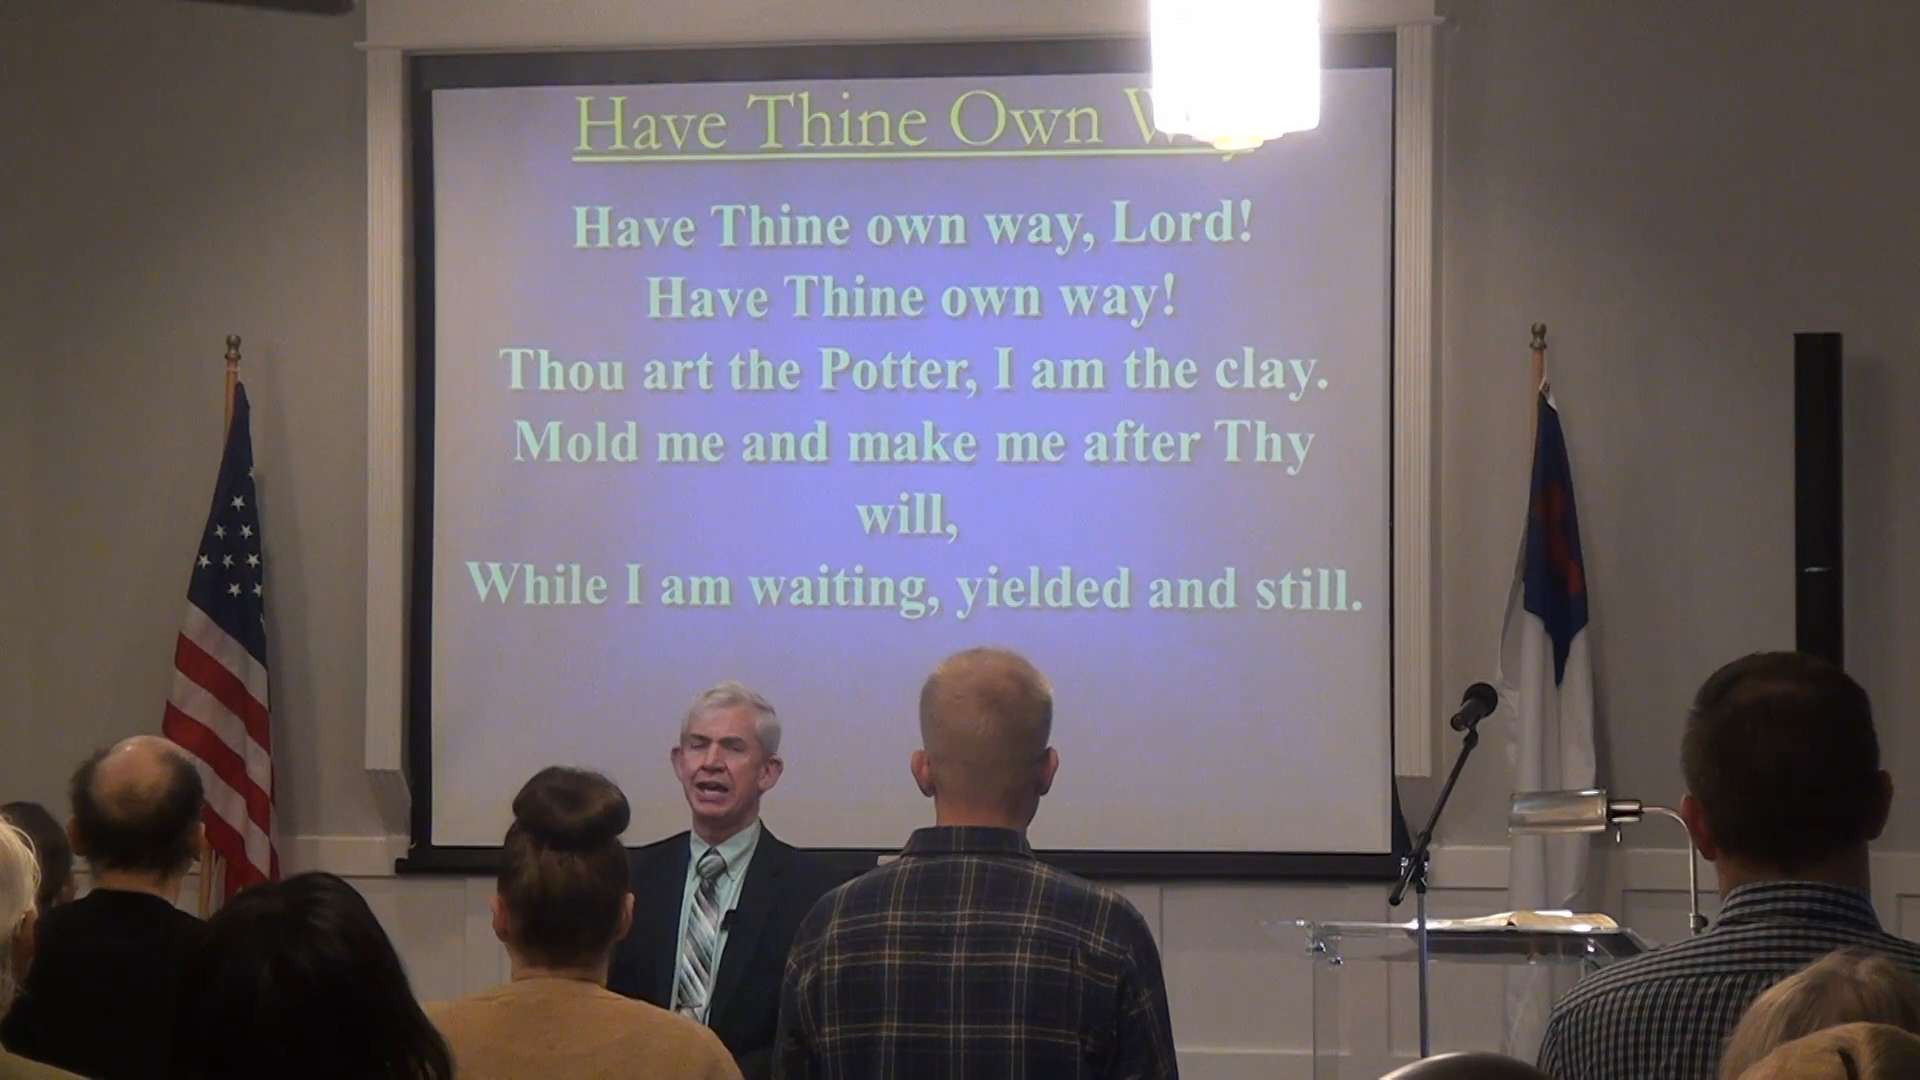 Have Thine Own Way
Have Thine own way, Lord!
Have Thine own way!
Thou art the Potter, I am the clay.
Mold me and make me after Thy
will,
While I am waiting, yielded and still.